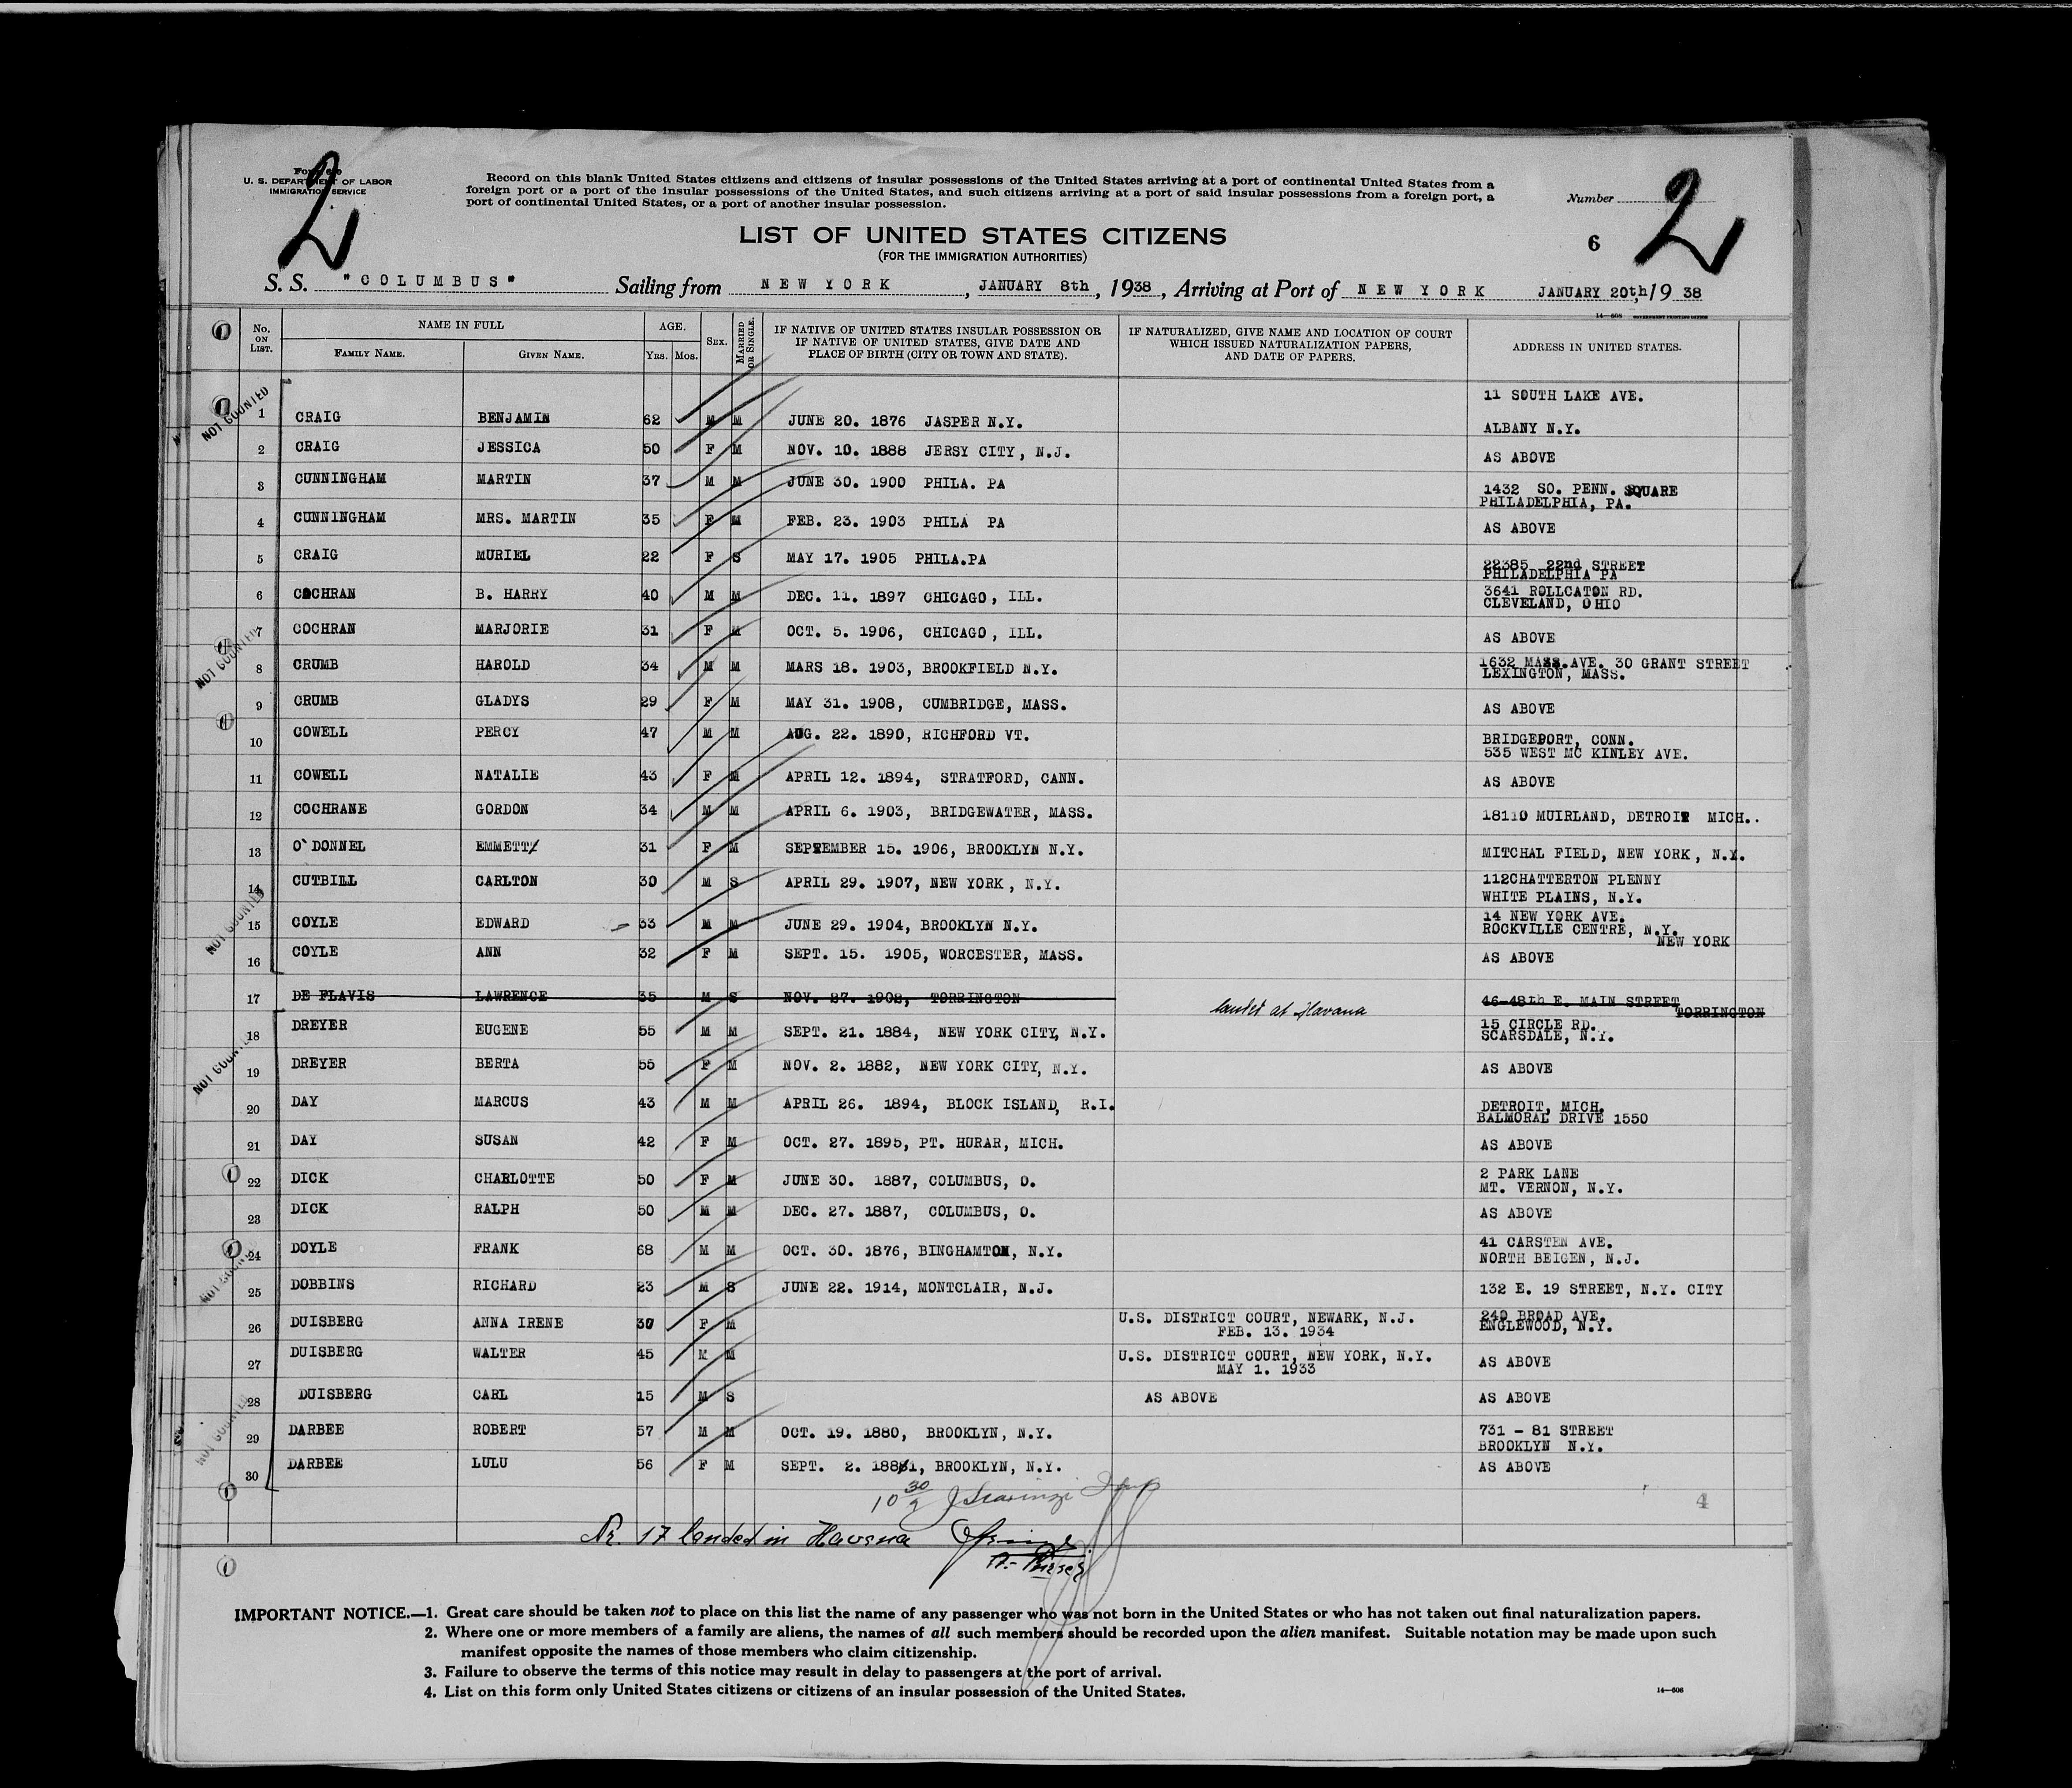 Form 630
U. S. DEPARTMENT OF LABOR
IMMIGRATION SERVICE
2
Record on this blank United States citizens and citizens of insular possessions of the United States arriving at a port of continental United States from a
foreign port or a port of the insular possessions of the United States, and such citizens arriving at a port of said insular possessions from a foreign port, a
port of continental United States, or a port of another insular possession.
Number
2
LIST OF UNITED STATES CITIZENS
(FOR THE IMMIGRATION AUTHORITIES)
6
S. S. "COLUMBUS" Sailing from NEW YORK, JANUARY 8th, 1938, Arriving at Port of NEW YORK JANUARY 20th, 19 38
14—608 GOVERNMENT PRINTING OFFICE
No. ON LIST. NAME IN FULL FAMILY NAME. GIVEN NAME. AGE. YRS. MOS. SEX. MARRIED OR SINGLE. IF NATIVE OF UNITED STATES INSULAR POSSESSION OR IF NATIVE OF UNITED STATES, GIVE DATE AND PLACE OF BIRTH (CITY OR TOWN AND STATE). IF NATURALIZED, GIVE NAME AND LOCATION OF COURT WHICH ISSUED NATURALIZATION PAPERS, AND DATE OF PAPERS. ADDRESS IN UNITED STATES.
NOT COUNTED
1 CRAIG BENJAMIN 62 M M JUNE 20. 1876 JASPER N.Y. 11 SOUTH LAKE AVE. ALBANY N.Y.
2 CRAIG JESSICA 50 F M NOV. 10. 1888 JERSY CITY, N.J. AS ABOVE
3 CUNNINGHAM MARTIN 37 M M JUNE 30. 1900 PHILA. PA 1432 SO. PENN. SQUARE PHILADELPHIA, PA.
4 CUNNINGHAM MRS. MARTIN 35 F M FEB. 23. 1903 PHILA PA AS ABOVE
5 CRAIG MURIEL 22 F S MAY 17. 1905 PHILA.PA 22385 22nd STREET PHILADELPHIA PA
6 COCHRAN B. HARRY 40 M M DEC. 11. 1897 CHICAGO, ILL. 3641 ROLLCATON RD. CLEVELAND, OHIO
7 COCHRAN MARJORIE 31 F M OCT. 5. 1906, CHICAGO, ILL. AS ABOVE
NOT COUNTED
8 CRUMB HAROLD 34 M M MARS 18. 1903, BROOKFIELD N.Y. 1632 MASS.AVE. 30 GRANT STREET LEXINGTON, MASS.
9 CRUMB GLADYS 29 F M MAY 31. 1908, CUMBRIDGE, MASS. AS ABOVE
10 COWELL PERCY 47 M M AUG. 22. 1890, RICHFORD VT. BRIDGEPORT, CONN. 535 WEST MC KINLEY AVE.
11 COWELL NATALIE 43 F M APRIL 12. 1894, STRATFORD, CANN. AS ABOVE
12 COCHRANE GORDON 34 M M APRIL 6. 1903, BRIDGEWATER, MASS. 18110 MUIRLAND, DETROIT MICH.
13 O`DONNEL EMMETT 31 F M SEPTEMBER 15. 1906, BROOKLYN N.Y. MITCHAL FIELD, NEW YORK, N.Y.
14 CUTBILL CARLTON 30 M S APRIL 29. 1907, NEW YORK, N.Y. 112CHATTERTON PLENNY WHITE PLAINS, N.Y.
NOT COUNTED
15 COYLE EDWARD 33 M M JUNE 29. 1904, BROOKLYN N.Y. 14 NEW YORK AVE. ROCKVILLE CENTRE, N.Y. NEW YORK
16 COYLE ANN 32 F M SEPT. 15. 1905, WORCESTER, MASS. AS ABOVE
17 DE FLAVIS LAWRENCE 35 M S NOV. 27. 1902, TORRINGTON landed at Havana 46-48th E. MAIN STREET TORRINGTON
18 DREYER EUGENE 55 M M SEPT. 21. 1884, NEW YORK CITY, N.Y. 15 CIRCLE RD. SCARSDALE, N.Y.
NOT COUNTED
19 DREYER BERTA 55 F M NOV. 2. 1882, NEW YORK CITY, N.Y. AS ABOVE
20 DAY MARCUS 43 M M APRIL 26. 1894, BLOCK ISLAND, R.I. DETROIT, MICH. BALMORAL DRIVE 1550
21 DAY SUSAN 42 F M OCT. 27. 1895, PT. HURAR, MICH. AS ABOVE
22 DICK CHARLOTTE 50 F M JUNE 30. 1887, COLUMBUS, O. 2 PARK LANE MT. VERNON, N.Y.
23 DICK RALPH 50 M M DEC. 27. 1887, COLUMBUS, O. AS ABOVE
24 DOYLE FRANK 68 M M OCT. 30. 1876, BINGHAMTON, N.Y. 41 CARSTEN AVE. NORTH BEIGEN, N.J.
NOT COUNTED
25 DOBBINS RICHARD 23 M S JUNE 22. 1914, MONTCLAIR, N.J. 132 E. 19 STREET, N.Y. CITY
26 DUISBERG ANNA IRENE 37 F M U.S. DISTRICT COURT, NEWARK, N.J. FEB. 13. 1934 240 BROAD AVE. ENGLEWOOD, N.Y.
27 DUISBERG WALTER 45 M M U.S. DISTRICT COURT, NEW YORK, N.Y. MAY 1. 1933 AS ABOVE
28 DUISBERG CARL 15 M S AS ABOVE AS ABOVE
NOT COUNTED
29 DARBEE ROBERT 57 M M OCT. 19. 1880, BROOKLYN, N.Y. 731 - 81 STREET BROOKLYN N.Y.
30 DARBEE LULU 56 F M SEPT. 2. 1881, BROOKLYN, N.Y. AS ABOVE
10 30/9
4
Nr. 17 landed in Havana
IMPORTANT NOTICE.—1. Great care should be taken not to place on this list the name of any passenger who was not born in the United States or who has not taken out final naturalization papers.
2. Where one or more members of a family are aliens, the names of all such members should be recorded upon the alien manifest. Suitable notation may be made upon such
manifest opposite the names of those members who claim citizenship.
3. Failure to observe the terms of this notice may result in delay to passengers at the port of arrival.
4. List on this form only United States citizens or citizens of an insular possession of the United States.
14—608